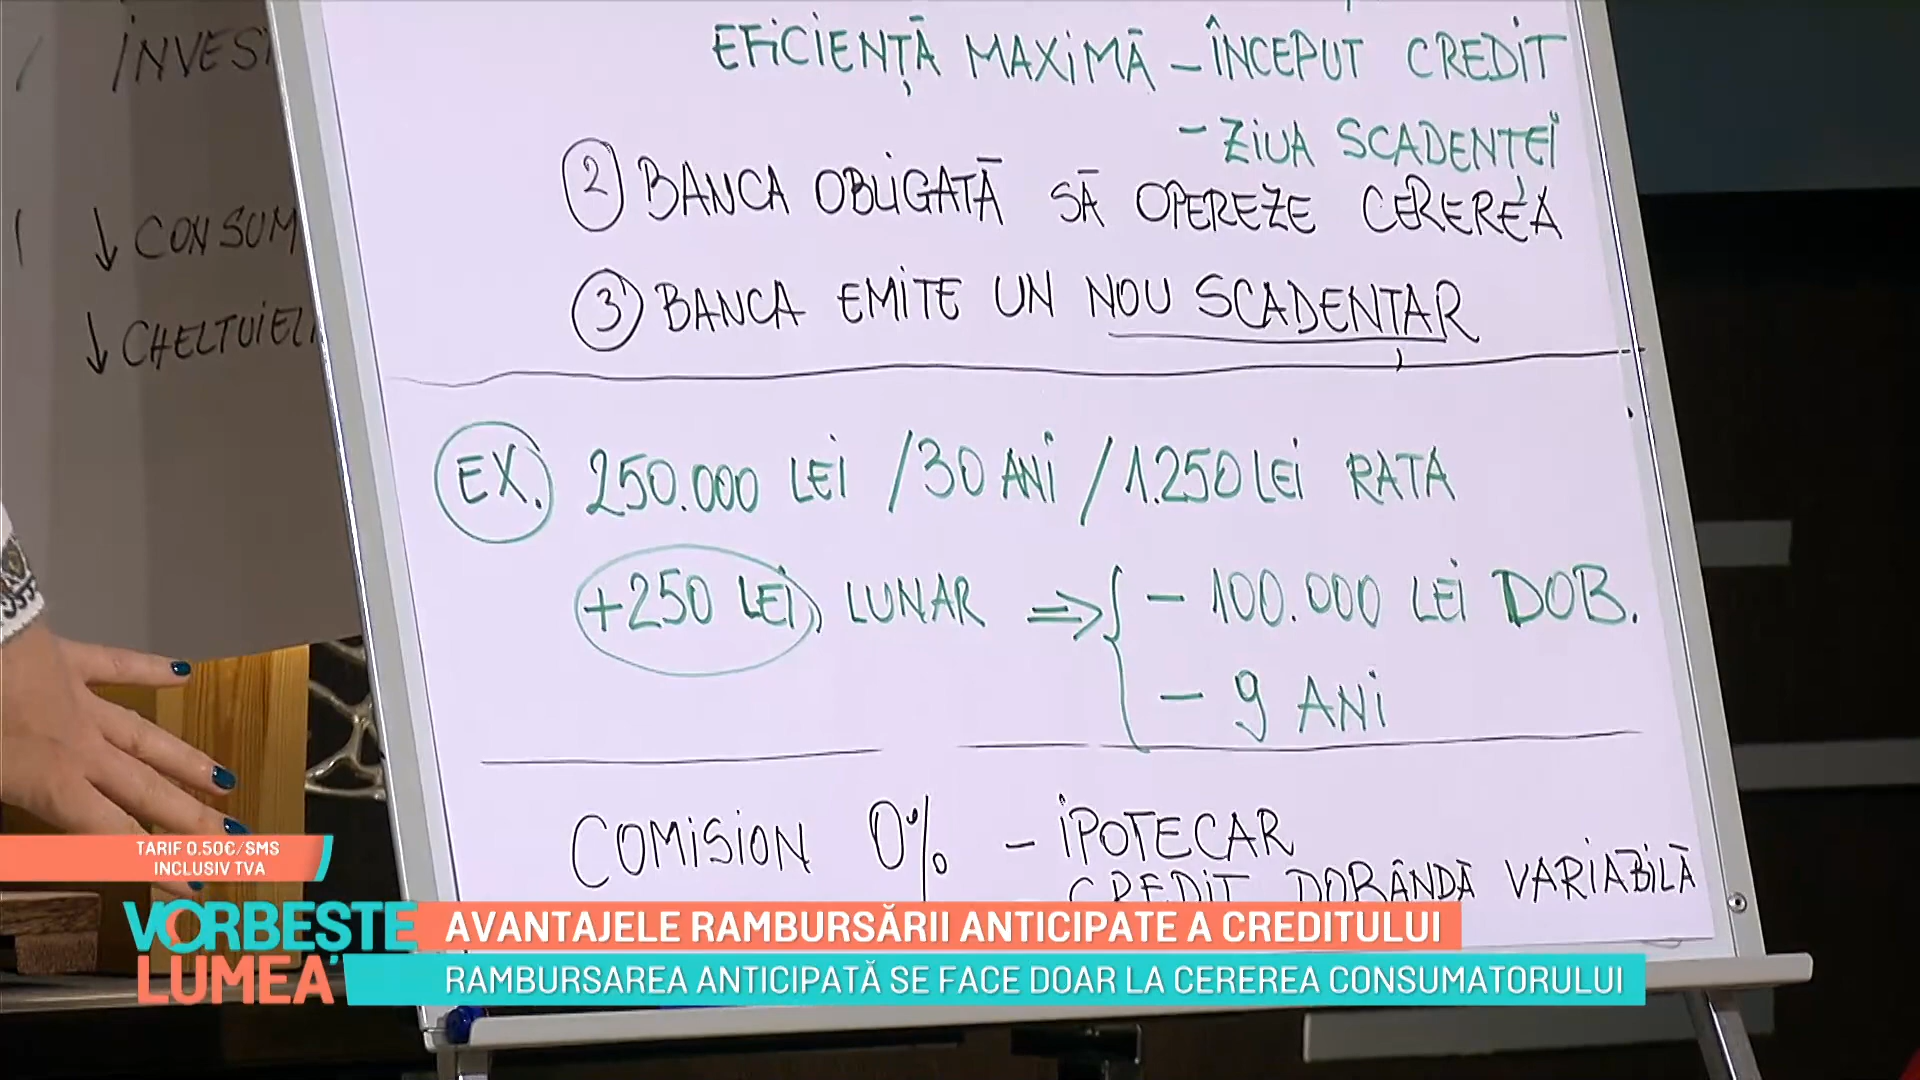 INVEST
↓ CONSUM
↓ CHELTUIELI
EFICIENȚĂ MAXIMĂ - ÎNCEPUT CREDIT
- ZIUA SCADENȚEI
2 BANCA OBLIGATĂ SĂ OPEREZE CEREREA
3 BANCA EMITE UN NOU SCADENȚAR
EX. 250.000 LEI / 30 ANI / 1.250 LEI RATA
+250 LEI LUNAR => { - 100.000 LEI DOB.
- 9 ANI
COMISION 0% - IPOTECAR
CREDIT DOBÂNDĂ VARIABILĂ
TARIF 0.50€/SMS
INCLUSIV TVA
VORBEȘTE
LUMEA
AVANTAJELE RAMBURSĂRII ANTICIPATE A CREDITULUI
RAMBURSAREA ANTICIPATĂ SE FACE DOAR LA CEREREA CONSUMATORULUI